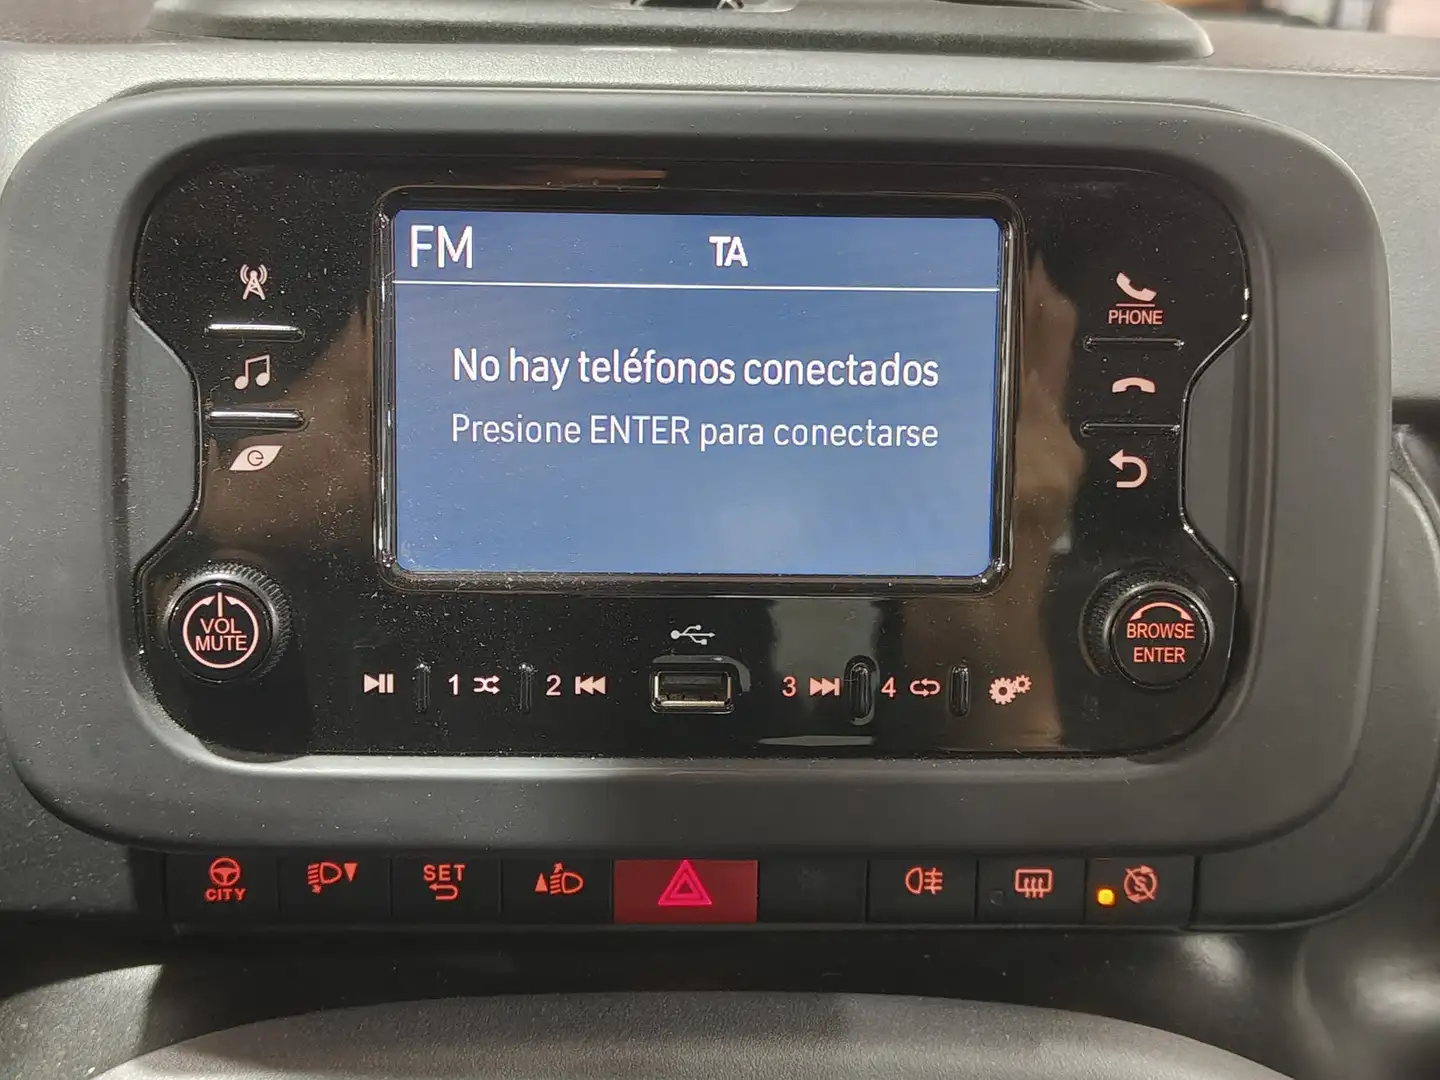 FM TA
No hay teléfonos conectados
Presione ENTER para conectarse
PHONE
VOL
MUTE
BROWSE
ENTER
1 2 3 4
CITY
SET